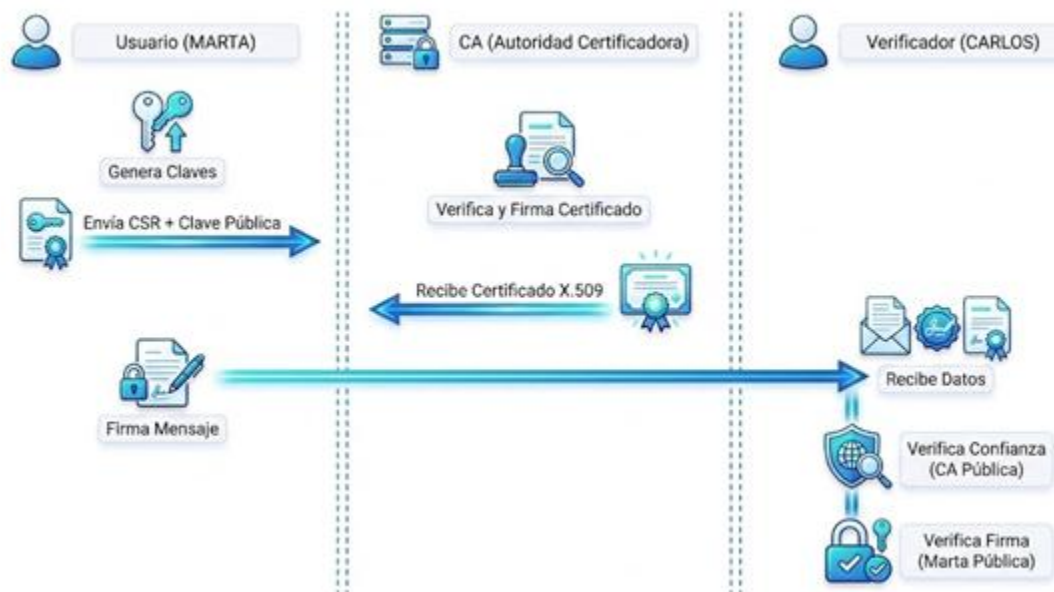 Usuario (MARTA)
CA (Autoridad Certificadora)
Verificador (CARLOS)
Genera Claves
Verifica y Firma Certificado
Envía CSR + Clave Pública
Recibe Certificado X.509
Recibe Datos
Firma Mensaje
Verifica Confianza
(CA Pública)
Verifica Firma
(Marta Pública)